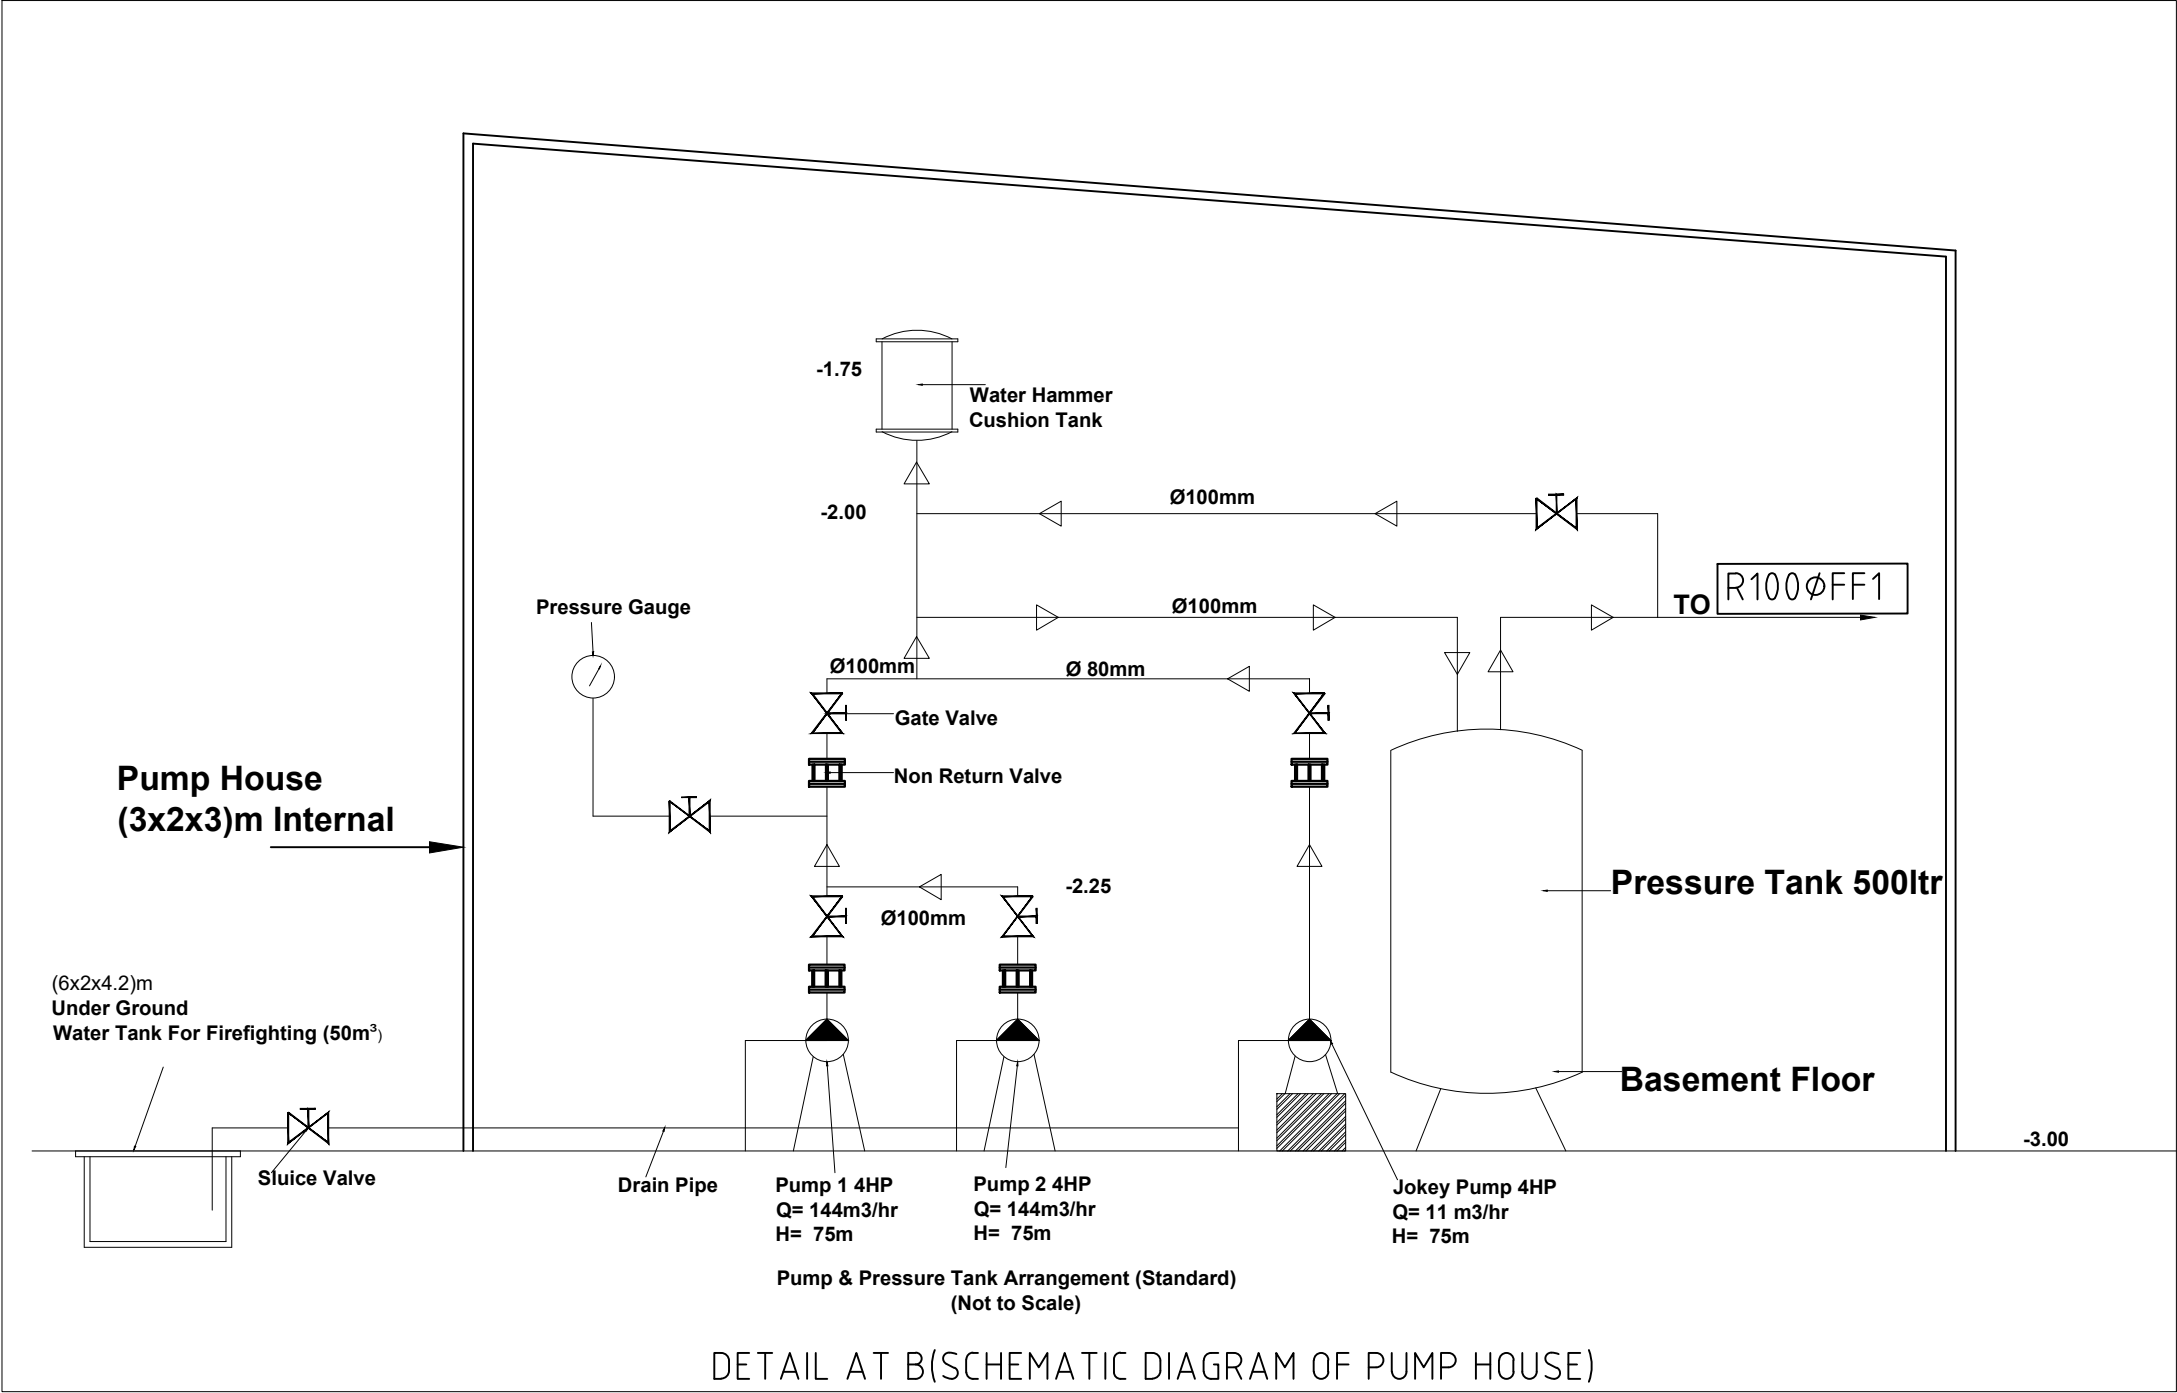 -1.75
Water Hammer
Cushion Tank
Ø100mm
-2.00
R100φFF1
TO
Pressure Gauge
Ø100mm
Ø100mm
Ø 80mm
Gate Valve
Non Return Valve
Pump House
(3x2x3)m Internal
-2.25
Ø100mm
Pressure Tank 500ltr
(6x2x4.2)m
Under Ground
Water Tank For Firefighting (50m³)
Basement Floor
-3.00
Sluice Valve
Drain Pipe
Pump 1 4HP
Q= 144m3/hr
H= 75m
Pump 2 4HP
Q= 144m3/hr
H= 75m
Jokey Pump 4HP
Q= 11 m3/hr
H= 75m
Pump & Pressure Tank Arrangement (Standard)
(Not to Scale)
DETAIL AT B(SCHEMATIC DIAGRAM OF PUMP HOUSE)